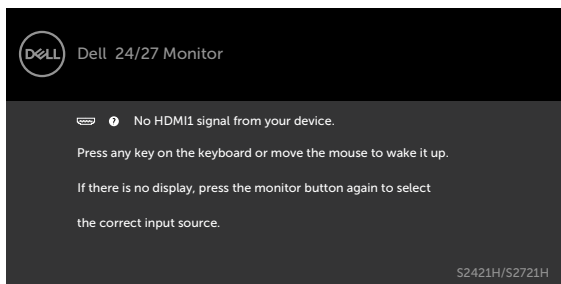 DELL
Dell 24/27 Monitor
? No HDMI1 signal from your device.
Press any key on the keyboard or move the mouse to wake it up.
If there is no display, press the monitor button again to select
the correct input source.
S2421H/S2721H